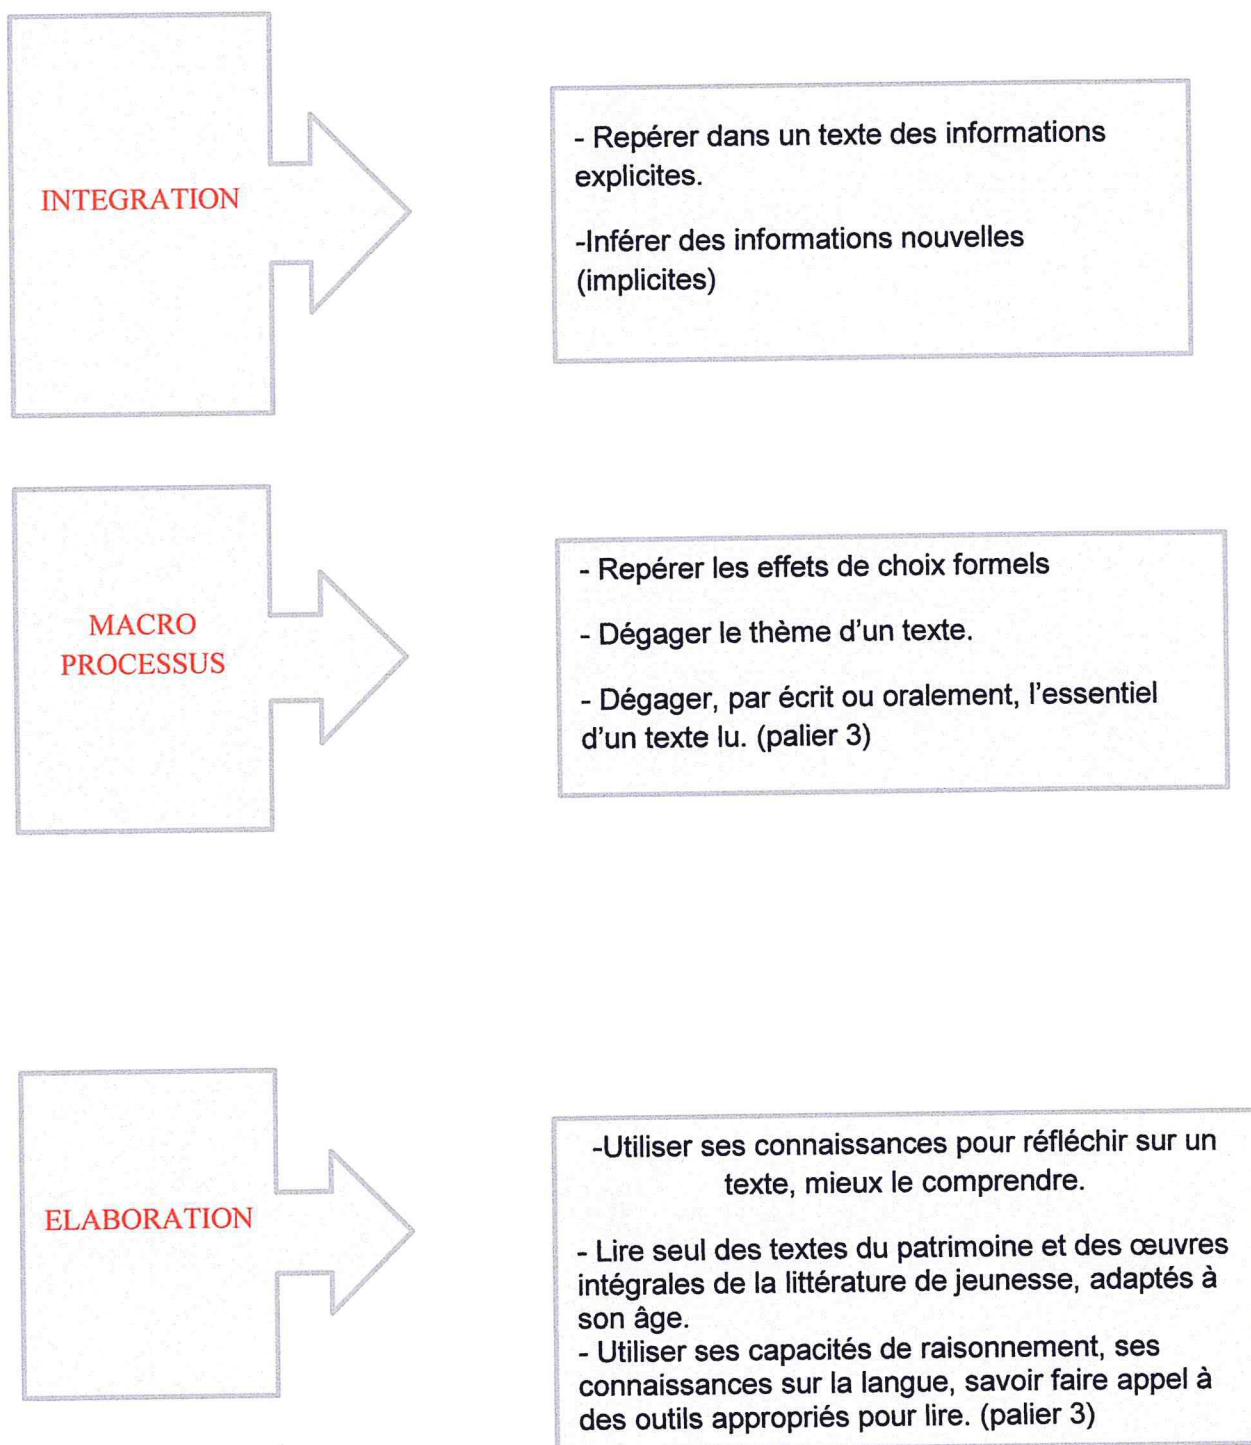 INTEGRATION
- Repérer dans un texte des informations
explicites.
-Inférer des informations nouvelles
(implicites)
MACRO
PROCESSUS
- Repérer les effets de choix formels
- Dégager le thème d’un texte.
- Dégager, par écrit ou oralement, l’essentiel
d’un texte lu. (palier 3)
ELABORATION
-Utiliser ses connaissances pour réfléchir sur un
texte, mieux le comprendre.
- Lire seul des textes du patrimoine et des œuvres
intégrales de la littérature de jeunesse, adaptés à
son âge.
- Utiliser ses capacités de raisonnement, ses
connaissances sur la langue, savoir faire appel à
des outils appropriés pour lire. (palier 3)